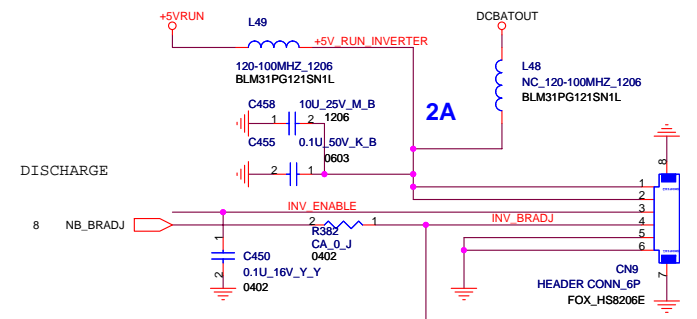 +5VRUN
L49
DCBATOUT
+5V_RUN_INVERTER
120-100MHZ_1206
BLM31PG121SN1L
L48
NC_120-100MHZ_1206
BLM31PG121SN1L
C458
10U_25V_M_B
1
2
1206
2A
C455
0.1U_50V_K_B
2
1
0603
DISCHARGE
8
1
2
3
4
5
6
INV_ENABLE
8
NB_BRADJ
2
1
INV_BRADJ
R382
CA_0_J
0402
1
C450
2
0.1U_16V_Y_Y
0402
CN9
7
HEADER CONN_6P
FOX_HS8206E